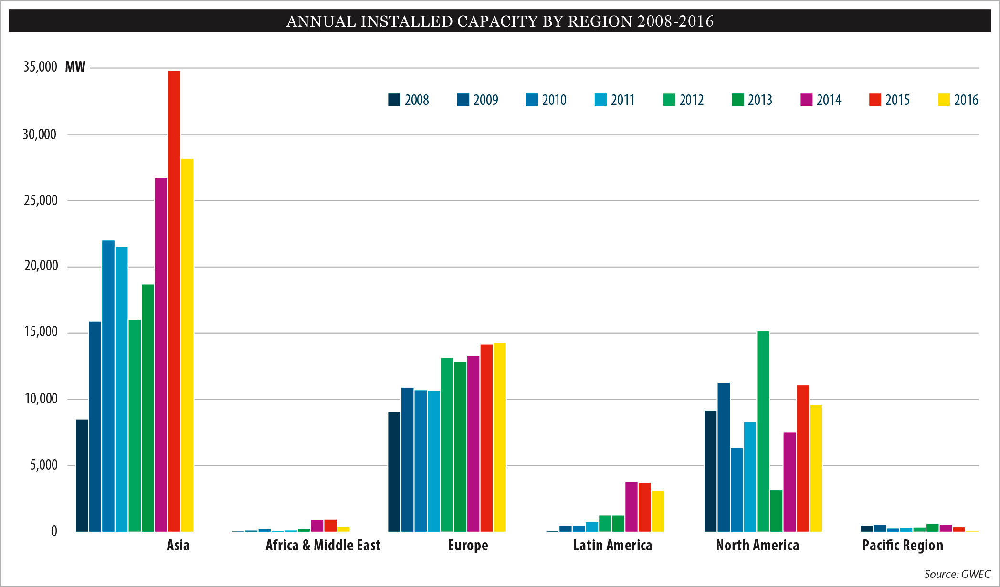 ANNUAL INSTALLED CAPACITY BY REGION 2008-2016
35,000 MW
2008 2009 2010 2011 2012 2013 2014 2015 2016
30,000
25,000
20,000
15,000
10,000
5,000
0
Asia Africa & Middle East Europe Latin America North America Pacific Region
Source: GWEC